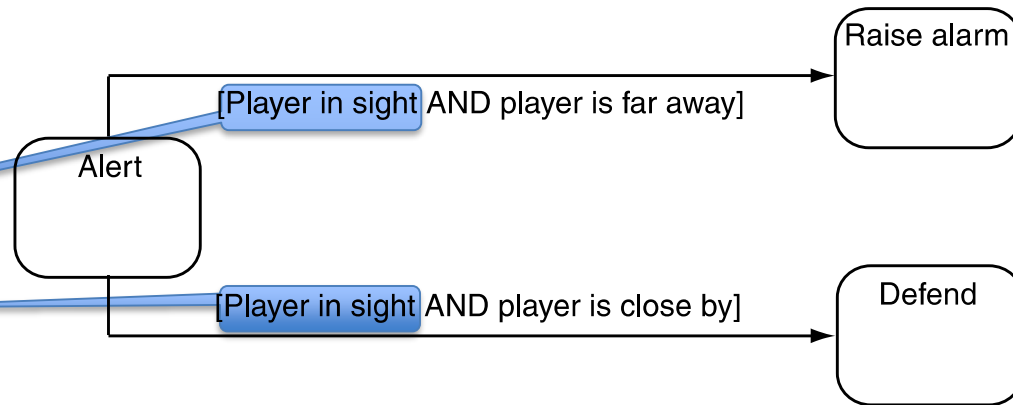 Raise alarm
[Player in sight AND player is far away]
Alert
[Player in sight AND player is close by]
Defend